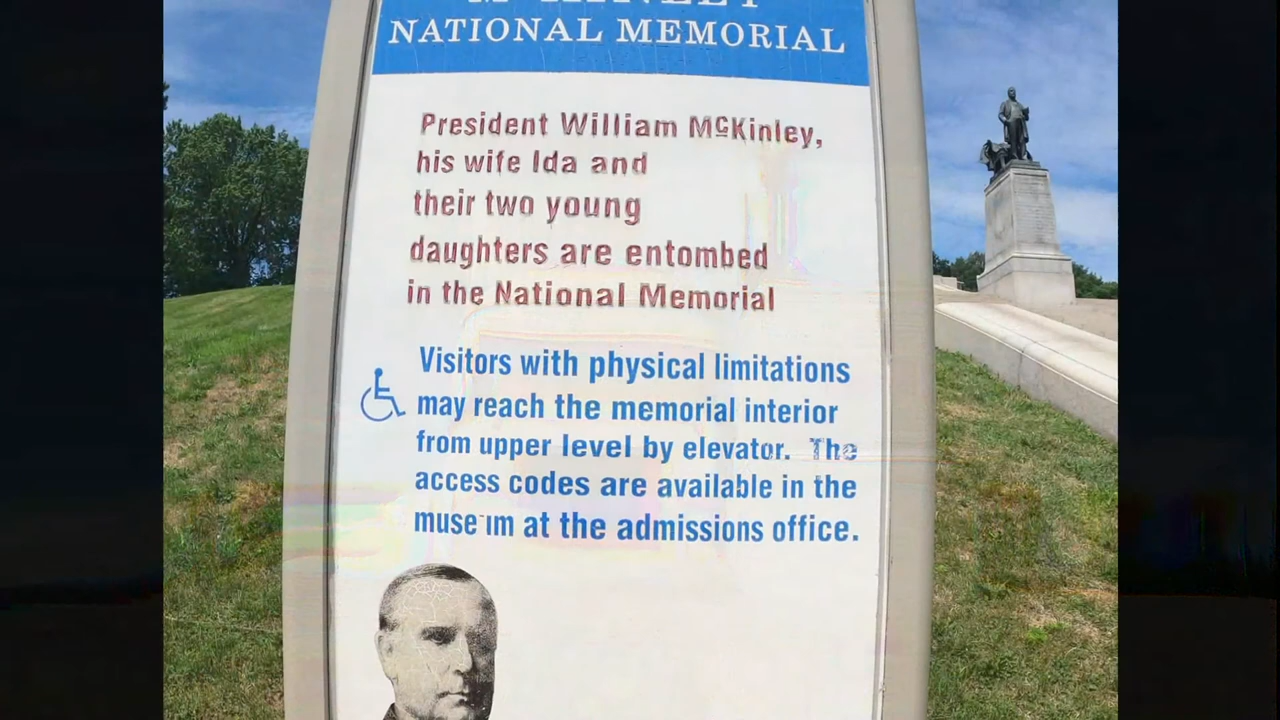 McKINLEY
NATIONAL MEMORIAL
President William McKinley,
his wife Ida and
their two young
daughters are entombed
in the National Memorial
Visitors with physical limitations
may reach the memorial interior
from upper level by elevator. The
access codes are available in the
museum at the admissions office.